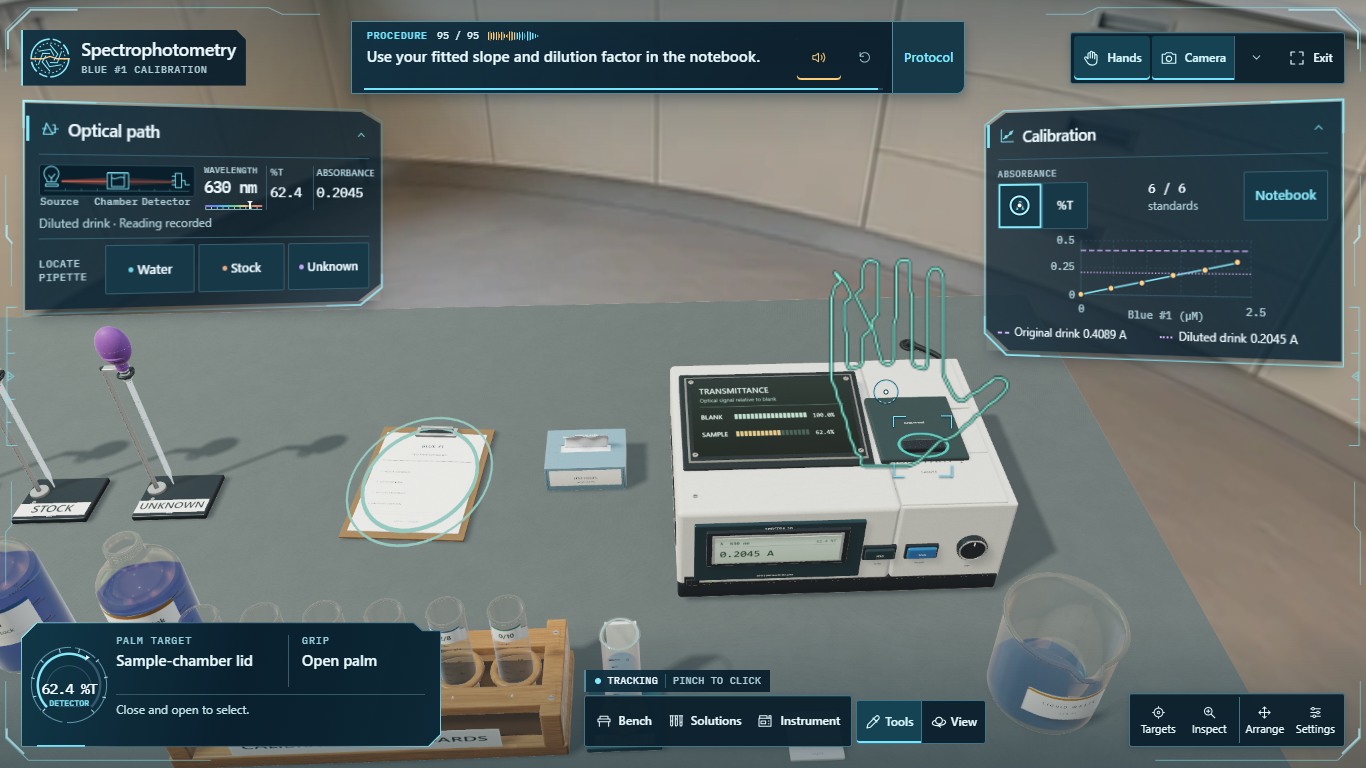 Spectrophotometry
BLUE #1 CALIBRATION
PROCEDURE 95 / 95
Use your fitted slope and dilution factor in the notebook.
Protocol
Hands
Camera
Exit
Optical path
Source
Chamber
Detector
WAVELENGTH
630 nm
%T
62.4
ABSORBANCE
0.2045
Diluted drink · Reading recorded
LOCATE
PIPETTE
Water
Stock
Unknown
Calibration
ABSORBANCE
%T
6 / 6
standards
Notebook
0.5
0.25
0
0
Blue #1 (µM)
2.5
Original drink 0.4089 A
Diluted drink 0.2045 A
STOCK
UNKNOWN
TRANSMITTANCE
Optical signal relative to blank
BLANK 100.0%
SAMPLE 62.4%
0.2045 A
9/10
LIQUID WASTE
PALM TARGET
Sample-chamber lid
GRIP
Open palm
62.4 %T
DETECTOR
Close and open to select.
TRACKING
PINCH TO CLICK
Bench
Solutions
Instrument
Tools
View
Targets
Inspect
Arrange
Settings